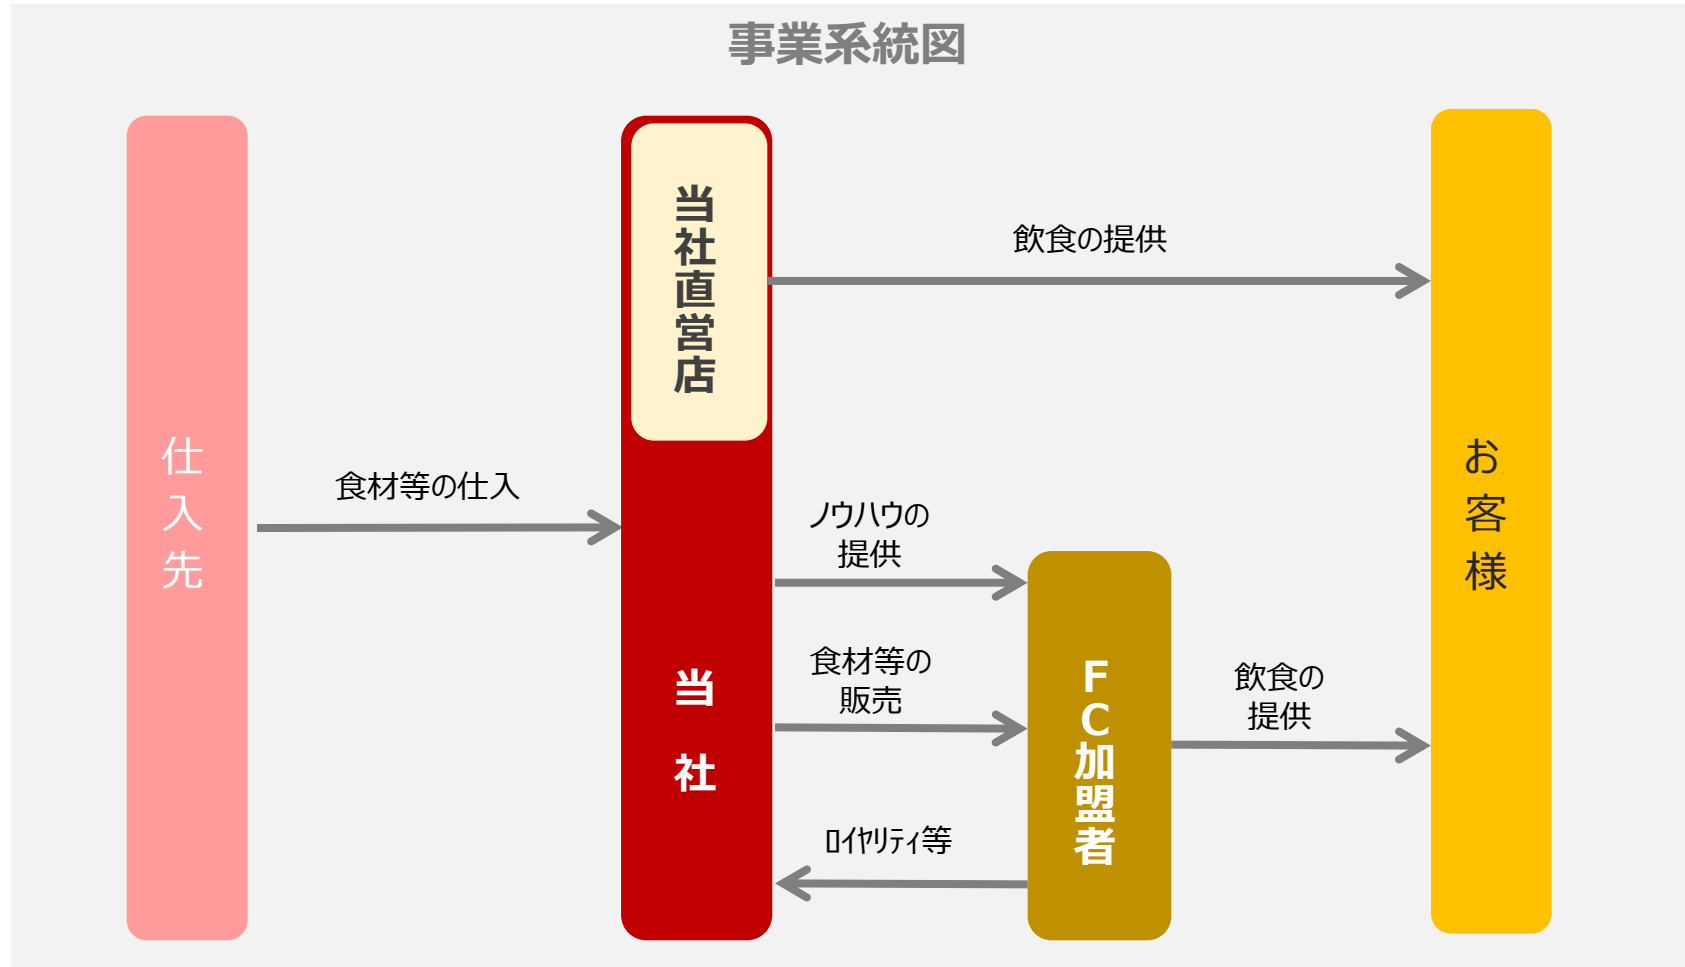 事業系統図
仕入先
食材等の仕入
当社直営店
当社
飲食の提供
ノウハウの
提供
食材等の
販売
ロイヤリティ等
FC加盟者
飲食の
提供
お客様